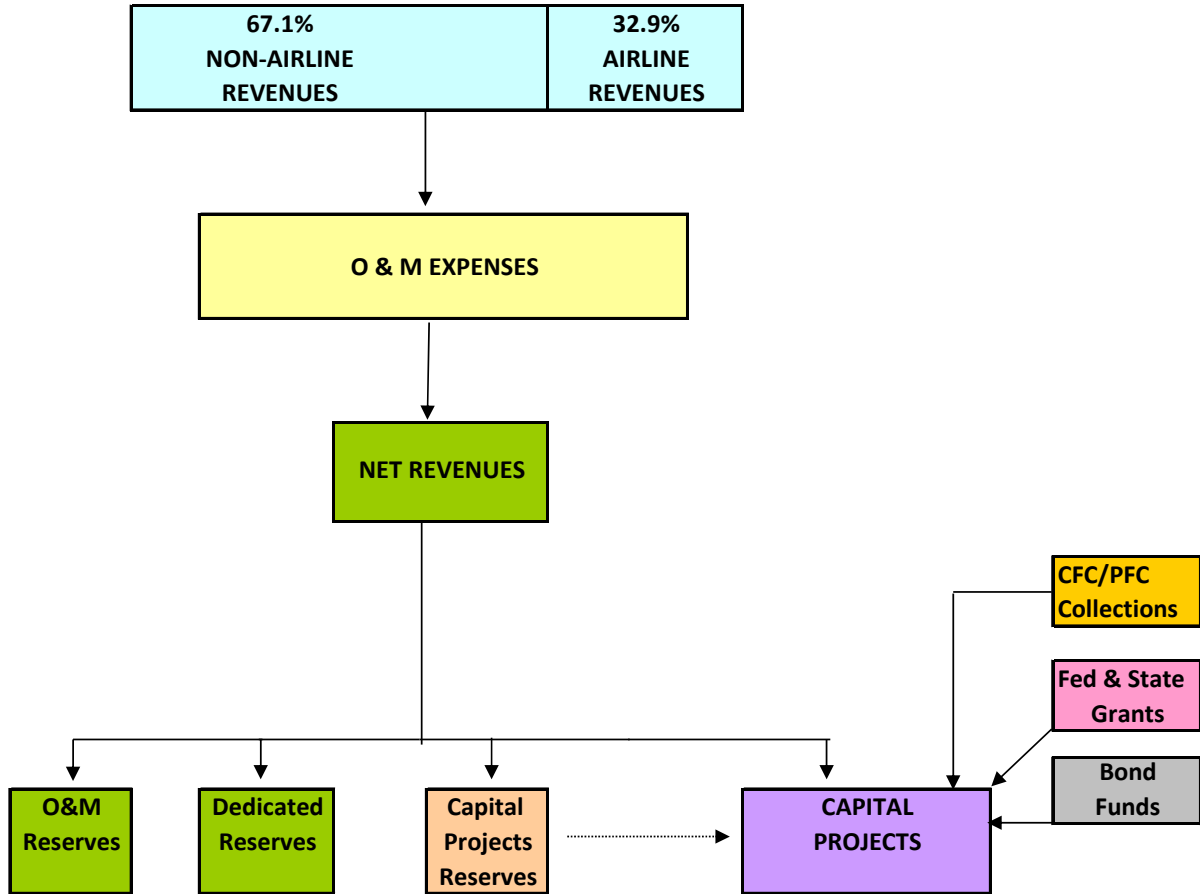 67.1%
NON-AIRLINE
REVENUES
32.9%
AIRLINE
REVENUES
O & M EXPENSES
NET REVENUES
CFC/PFC
Collections
Fed & State
Grants
Bond
Funds
O&M
Reserves
Dedicated
Reserves
Capital
Projects
Reserves
CAPITAL
PROJECTS